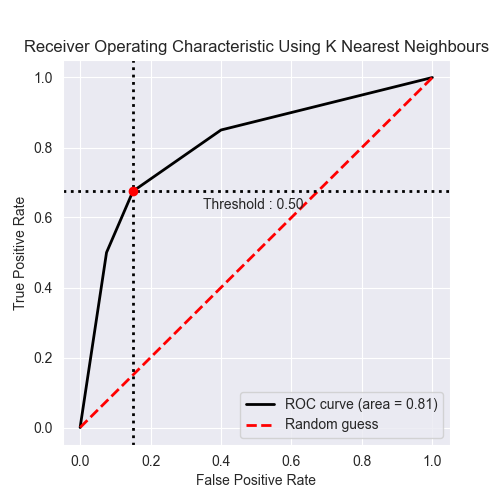 Receiver Operating Characteristic Using K Nearest Neighbours
1.0
0.8
0.6
0.4
0.2
0.0
True Positive Rate
Threshold : 0.50
ROC curve (area = 0.81)
Random guess
0.0 0.2 0.4 0.6 0.8 1.0
False Positive Rate